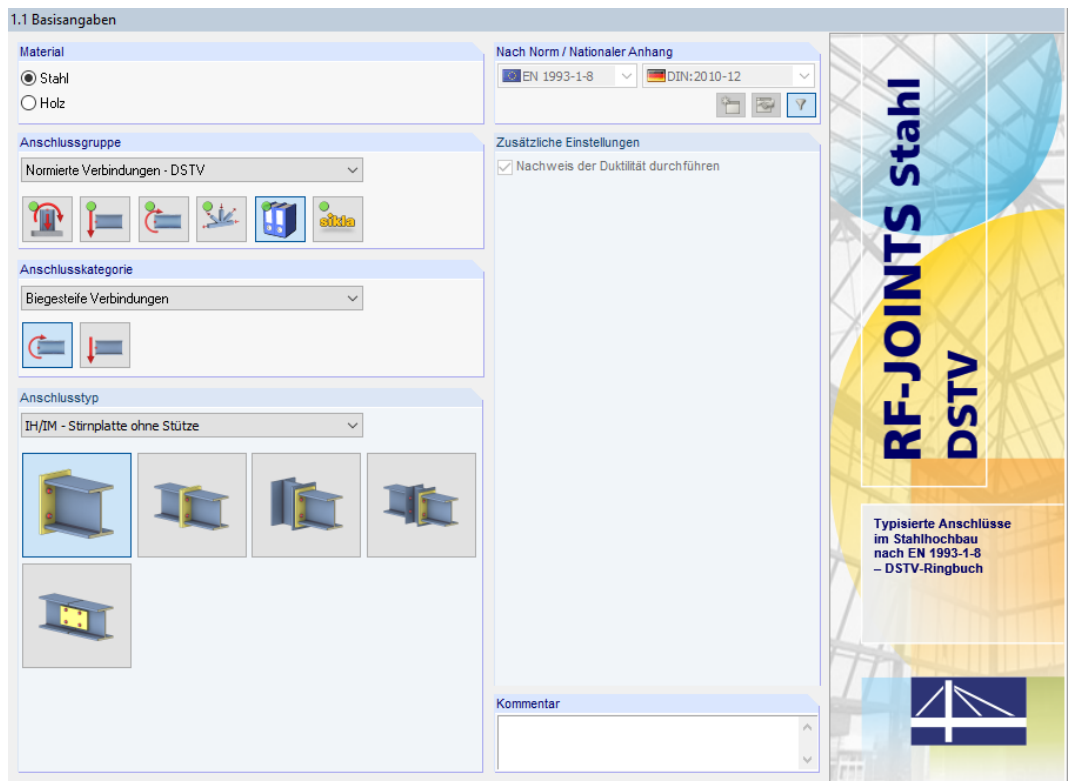 1.1 Basisangaben
Material
Stahl
Holz
Anschlussgruppe
Normierte Verbindungen - DSTV
sikla
Anschlusskategorie
Biegesteife Verbindungen
Anschlusstyp
IH/IM - Stirnplatte ohne Stütze
Nach Norm / Nationaler Anhang
EN 1993-1-8
DIN:2010-12
Zusätzliche Einstellungen
Nachweis der Duktilität durchführen
Kommentar
RF-JOINTS Stahl
DSTV
Typisierte Anschlüsse
im Stahlhochbau
nach EN 1993-1-8
– DSTV-Ringbuch